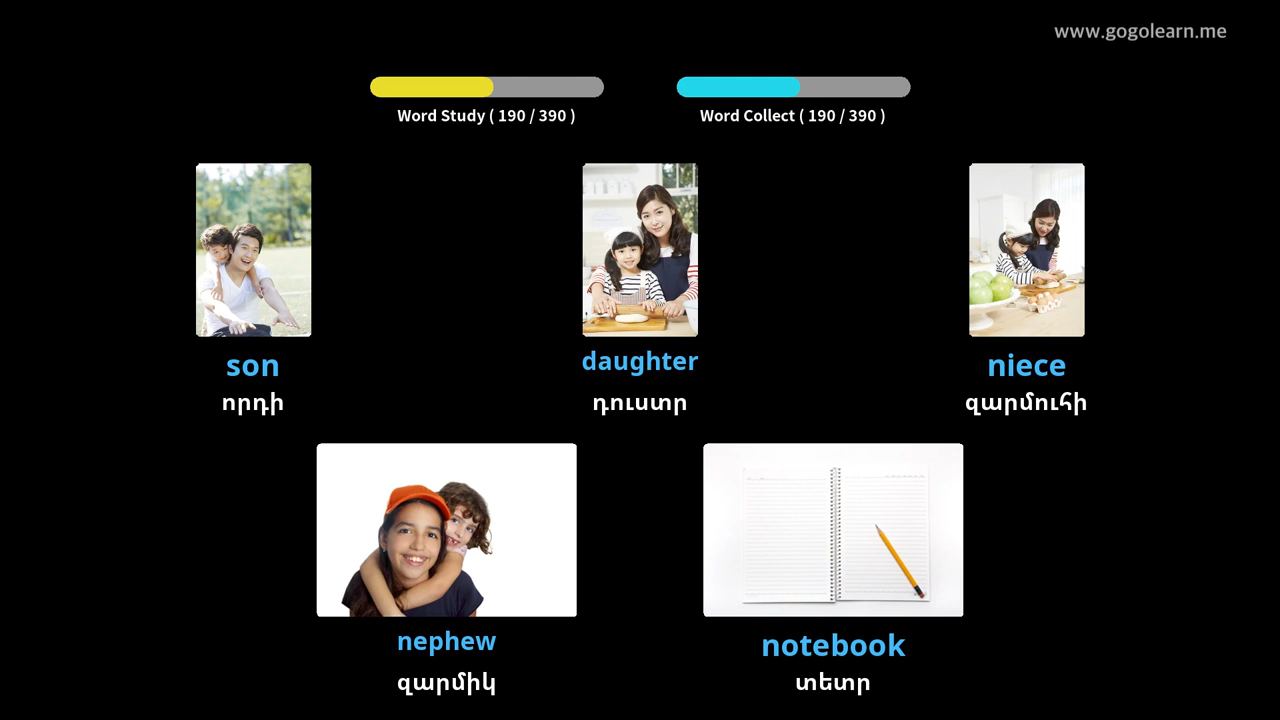 www.gogolearn.me
Word Study ( 190 / 390 )
Word Collect ( 190 / 390 )
son
որդի
daughter
դուստր
niece
զարմուհի
nephew
զարմիկ
notebook
տետր